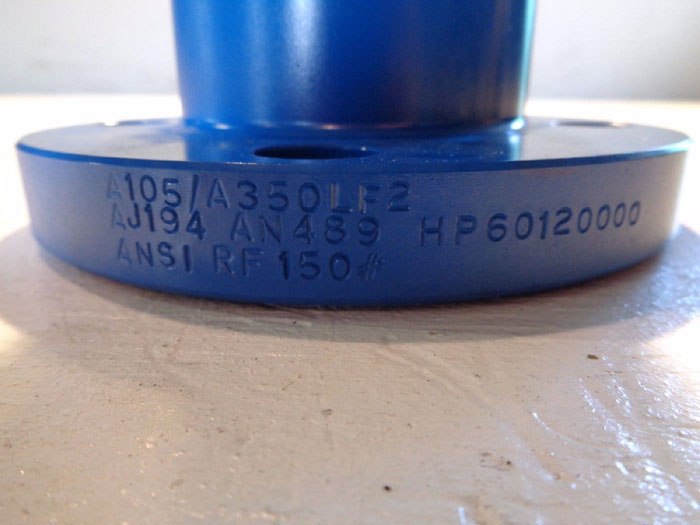 A105/A350LF2
AJ194 AN489 HP60120000
ANSI RF 150#